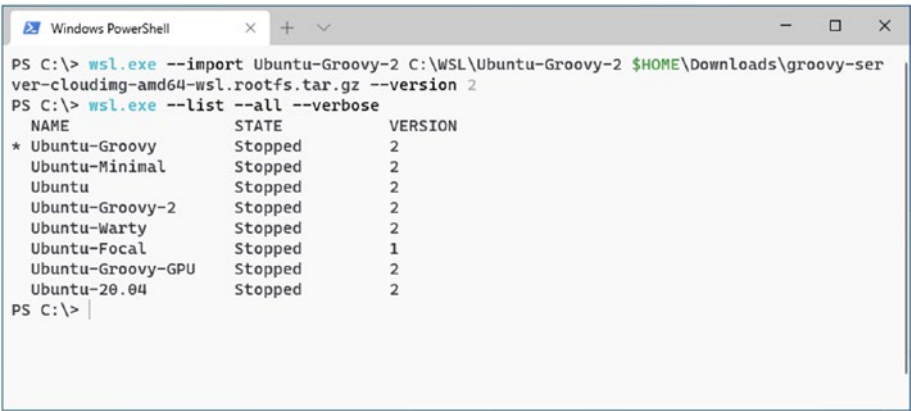 Windows PowerShell
PS C:\> wsl.exe --import Ubuntu-Groovy-2 C:\WSL\Ubuntu-Groovy-2 $HOME\Downloads\groovy-ser
ver-cloudimg-amd64-wsl.rootfs.tar.gz --version 2
PS C:\> wsl.exe --list --all --verbose
  NAME                STATE           VERSION
* Ubuntu-Groovy       Stopped         2
  Ubuntu-Minimal      Stopped         2
  Ubuntu              Stopped         2
  Ubuntu-Groovy-2     Stopped         2
  Ubuntu-Warty        Stopped         2
  Ubuntu-Focal        Stopped         1
  Ubuntu-Groovy-GPU   Stopped         2
  Ubuntu-20.04        Stopped         2
PS C:\>